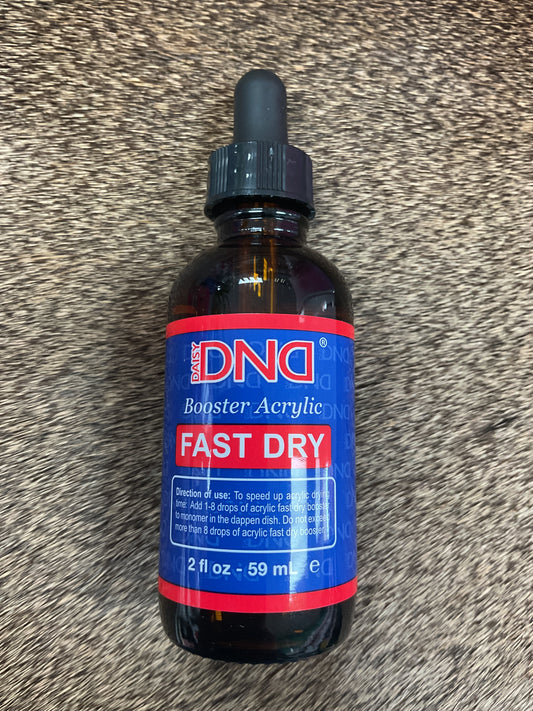 DAISY DND®
Booster Acrylic
FAST DRY
Direction of use: To speed up acrylic drying
time: Add 1-8 drops of acrylic fast dry booster
to monomer in the dappen dish. Do not exceed
more than 8 drops of acrylic fast dry booster.
2 fl oz - 59 mL ℮